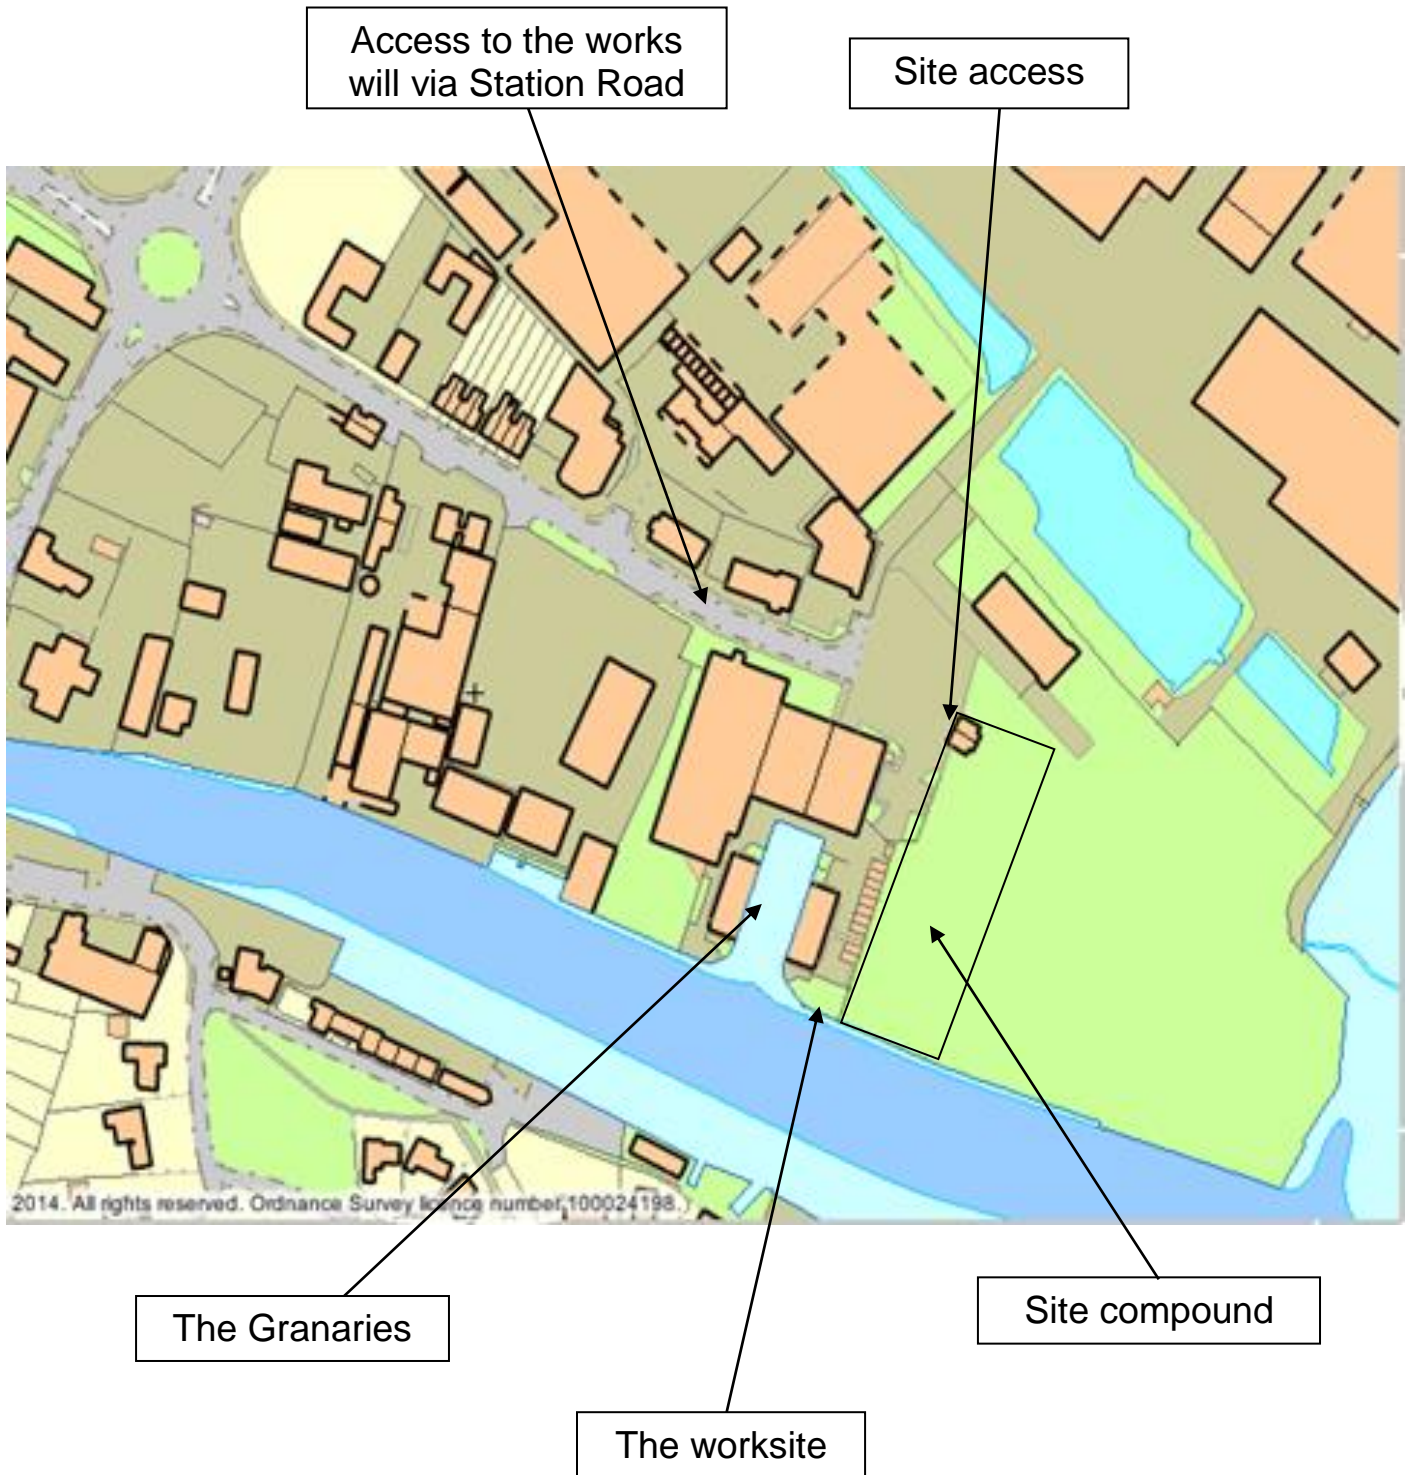 Access to the works
will via Station Road
Site access
2014. All rights reserved. Ordnance Survey licence number 100024198.
The Granaries
Site compound
The worksite